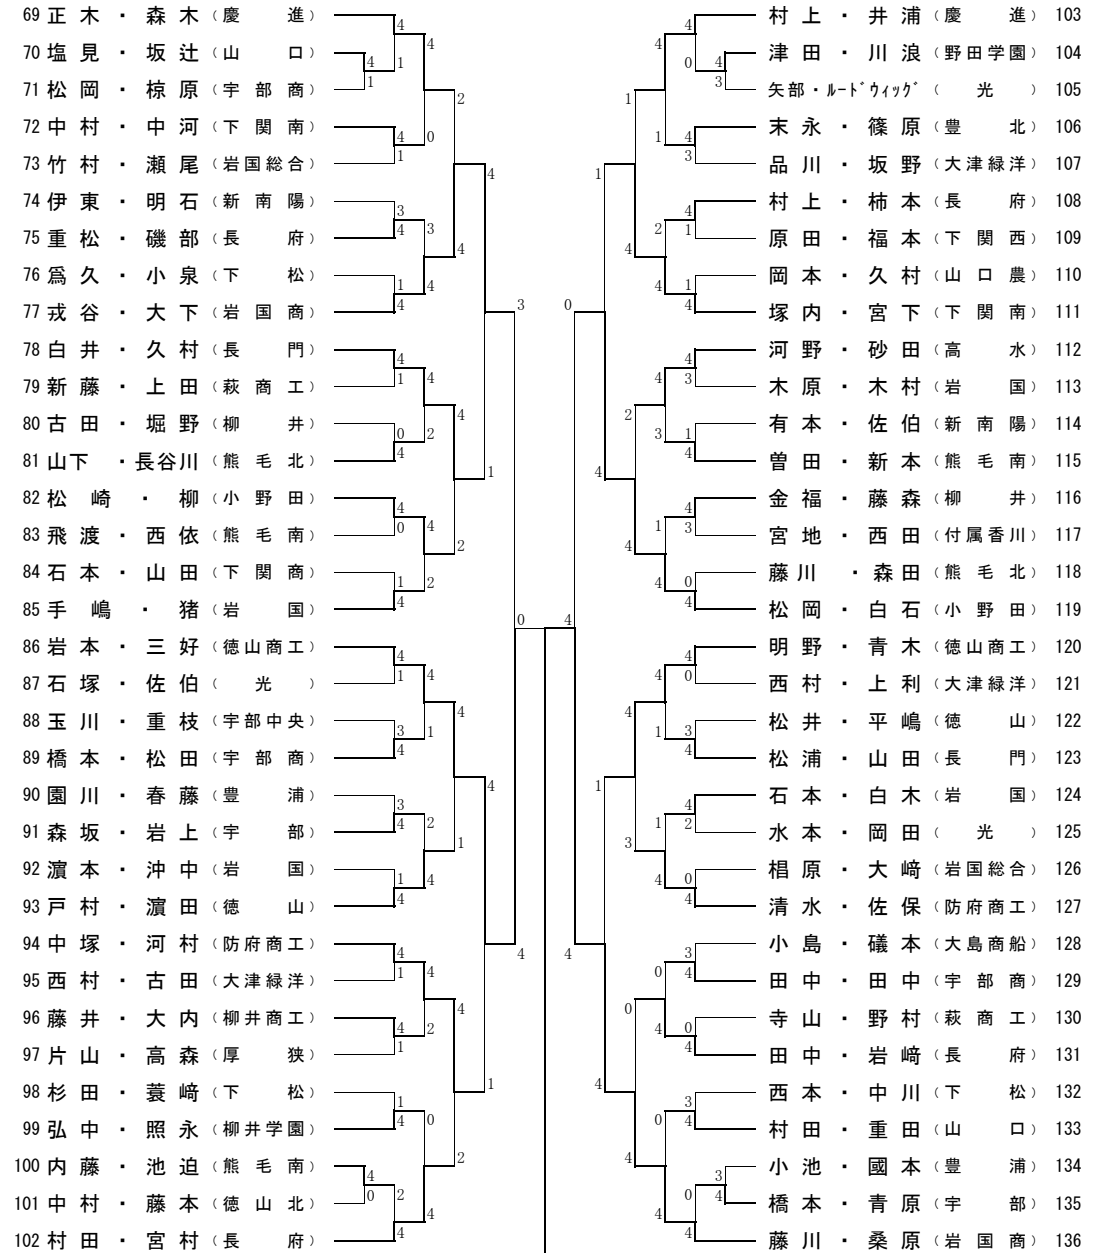 69 正木・森木（慶進）
70 塩見・坂辻（山口）
71 松岡・椋原（宇部商）
72 中村・中河（下関南）
73 竹村・瀬尾（岩国総合）
74 伊東・明石（新南陽）
75 重松・磯部（長府）
76 爲久・小泉（下松）
77 戎谷・大下（岩国商）
78 白井・久村（長門）
79 新藤・上田（萩商工）
80 古田・堀野（柳井）
81 山下・長谷川（熊毛北）
82 松崎・柳（小野田）
83 飛渡・西依（熊毛南）
84 石本・山田（下関商）
85 手嶋・猪（岩国）
86 岩本・三好（徳山商工）
87 石塚・佐伯（光）
88 玉川・重枝（宇部中央）
89 橋本・松田（宇部商）
90 園川・春藤（豊浦）
91 森坂・岩上（宇部）
92 濵本・沖中（岩国）
93 戸村・濵田（徳山）
94 中塚・河村（防府商工）
95 西村・古田（大津緑洋）
96 藤井・大内（柳井商工）
97 片山・高森（厚狭）
98 杉田・蓑﨑（下松）
99 弘中・照永（柳井学園）
100 内藤・池迫（熊毛南）
101 中村・藤本（徳山北）
102 村田・宮村（長府）
村上・井浦（慶進） 103
津田・川浪（野田学園） 104
矢部・ﾙｰﾄﾞｳｨｯｸﾞ（光） 105
末永・篠原（豊北） 106
品川・坂野（大津緑洋） 107
村上・柿本（長府） 108
原田・福本（下関西） 109
岡本・久村（山口農） 110
塚内・宮下（下関南） 111
河野・砂田（高水） 112
木原・木村（岩国） 113
有本・佐伯（新南陽） 114
曽田・新本（熊毛南） 115
金福・藤森（柳井） 116
宮地・西田（付属香川） 117
藤川・森田（熊毛北） 118
松岡・白石（小野田） 119
明野・青木（徳山商工） 120
西村・上利（大津緑洋） 121
松井・平嶋（徳山） 122
松浦・山田（長門） 123
石本・白木（岩国） 124
水本・岡田（光） 125
椙原・大﨑（岩国総合） 126
清水・佐保（防府商工） 127
小島・礒本（大島商船） 128
田中・田中（宇部商） 129
寺山・野村（萩商工） 130
田中・岩﨑（長府） 131
西本・中川（下松） 132
村田・重田（山口） 133
小池・國本（豊浦） 134
橋本・青原（宇部） 135
藤川・桑原（岩国商） 136